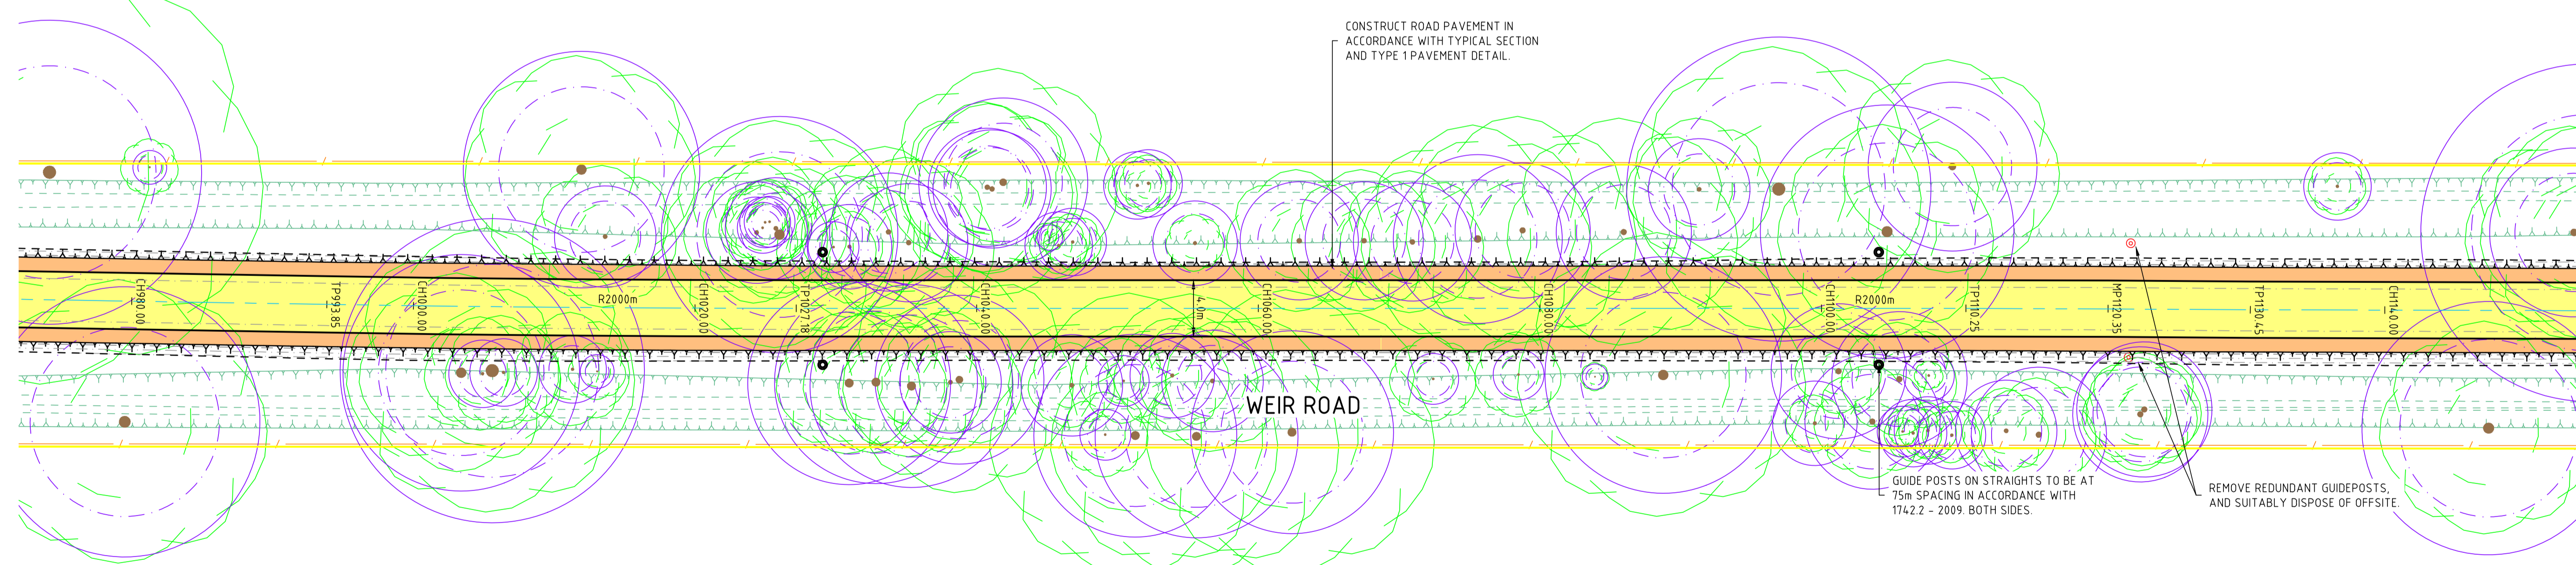 CONSTRUCT ROAD PAVEMENT IN
ACCORDANCE WITH TYPICAL SECTION
AND TYPE 1 PAVEMENT DETAIL.
CH980.00
TP993.85
CH1000.00
R2000m
CH1020.00
TP1027.18
CH1040.00
4.0m
CH1060.00
CH1080.00
CH1100.00
R2000m
TP1110.25
MP1120.35
TP1130.45
CH1140.00
WEIR ROAD
GUIDE POSTS ON STRAIGHTS TO BE AT
75m SPACING IN ACCORDANCE WITH
1742.2 - 2009. BOTH SIDES.
REMOVE REDUNDANT GUIDEPOSTS,
AND SUITABLY DISPOSE OF OFFSITE.